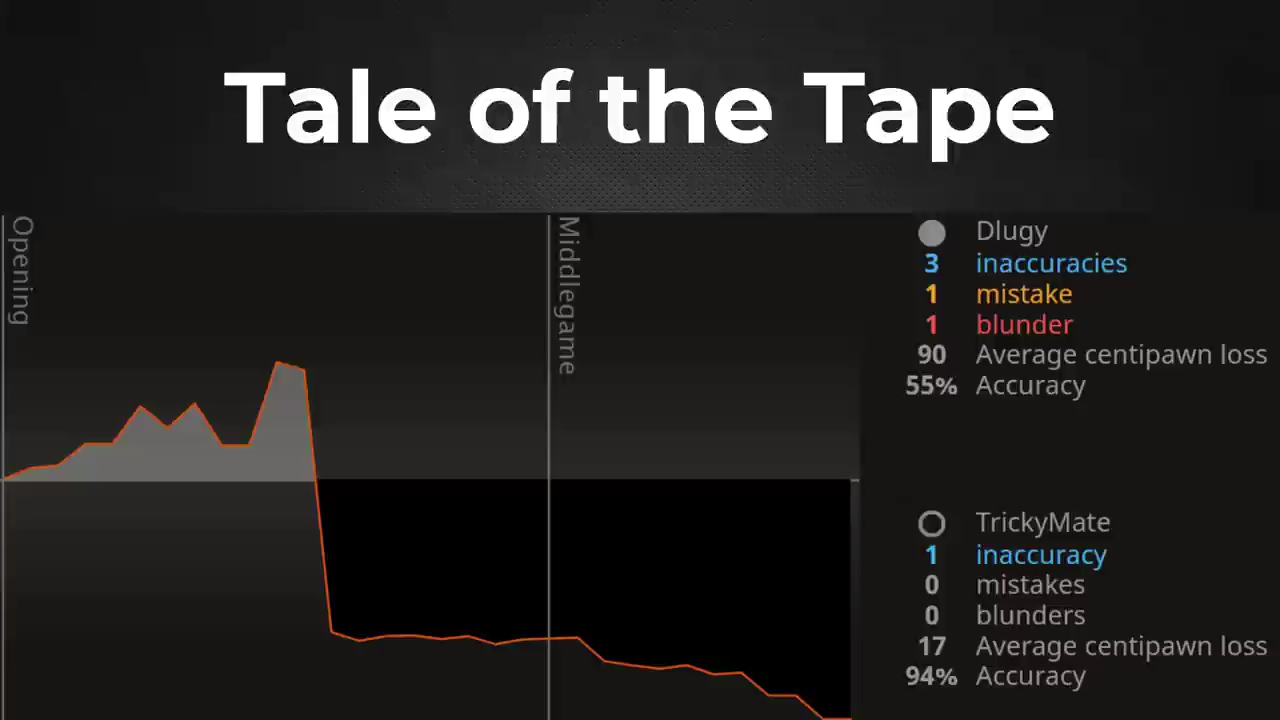 Tale of the Tape
Opening
Middlegame
Dlugy
3 inaccuracies
1 mistake
1 blunder
90 Average centipawn loss
55% Accuracy
TrickyMate
1 inaccuracy
0 mistakes
0 blunders
17 Average centipawn loss
94% Accuracy